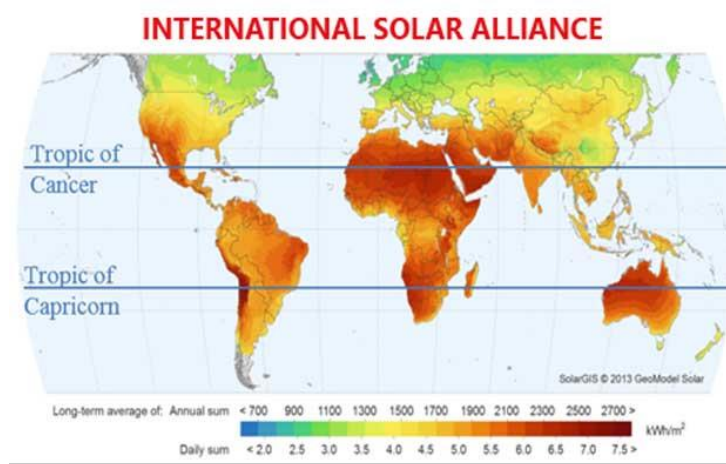 INTERNATIONAL SOLAR ALLIANCE
Tropic of
Cancer
Tropic of
Capricorn
SolarGIS © 2013 GeoModel Solar
Long-term average of: Annual sum < 700 900 1100 1300 1500 1700 1900 2100 2300 2500 2700 >
kWh/m²
Daily sum < 2.0 2.5 3.0 3.5 4.0 4.5 5.0 5.5 6.0 6.5 7.0 7.5 >